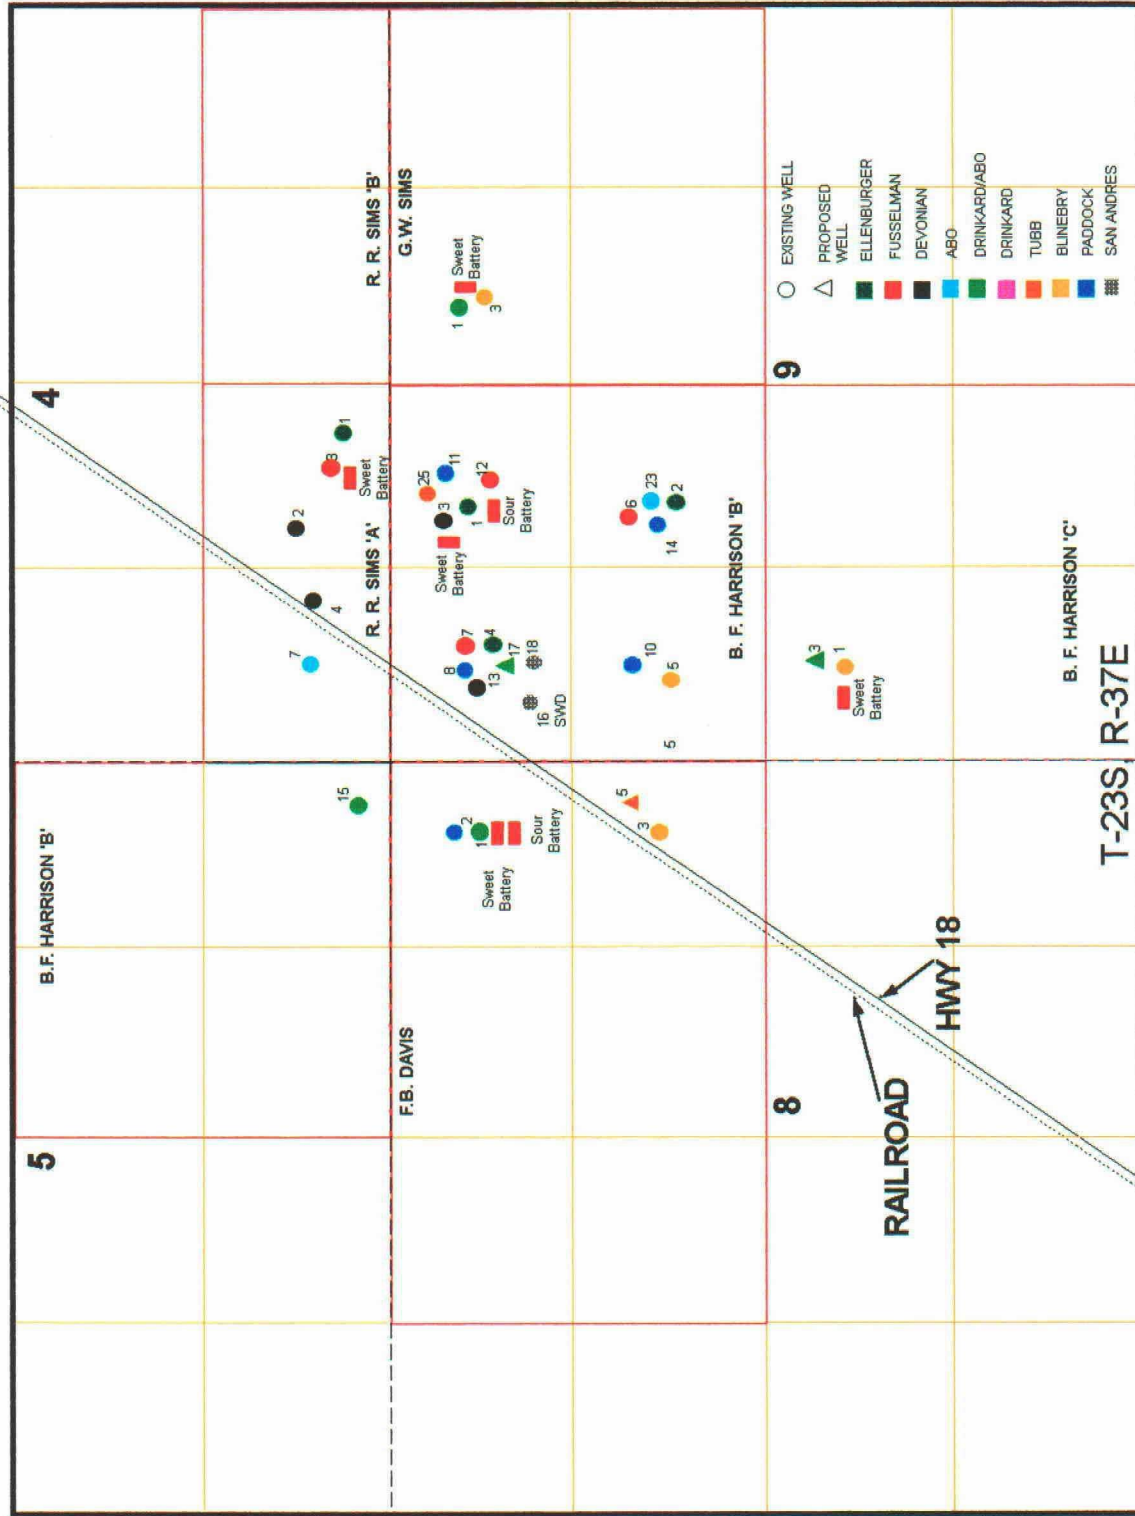 5
B.F. HARRISON 'B'
4
15
7
4
2
3
1
Sweet
Battery
R. R. SIMS 'A'
R. R. SIMS 'B'
F.B. DAVIS
G.W. SIMS
2
1
Sweet
Battery
Sour
Battery
8
7
4
13
17
18
16
SWD
25
11
3
12
1
Sweet
Battery
Sour
Battery
1
Sweet
Battery
3
5
3
5
10
5
6
23
2
14
B. F. HARRISON 'B'
8
9
RAILROAD
HWY 18
3
1
Sweet
Battery
B. F. HARRISON 'C'
EXISTING WELL
PROPOSED
WELL
ELLENBURGER
FUSSELMAN
DEVONIAN
ABO
DRINKARD/ABO
DRINKARD
TUBB
BLINEBRY
PADDOCK
SAN ANDRES
T-23S, R-37E